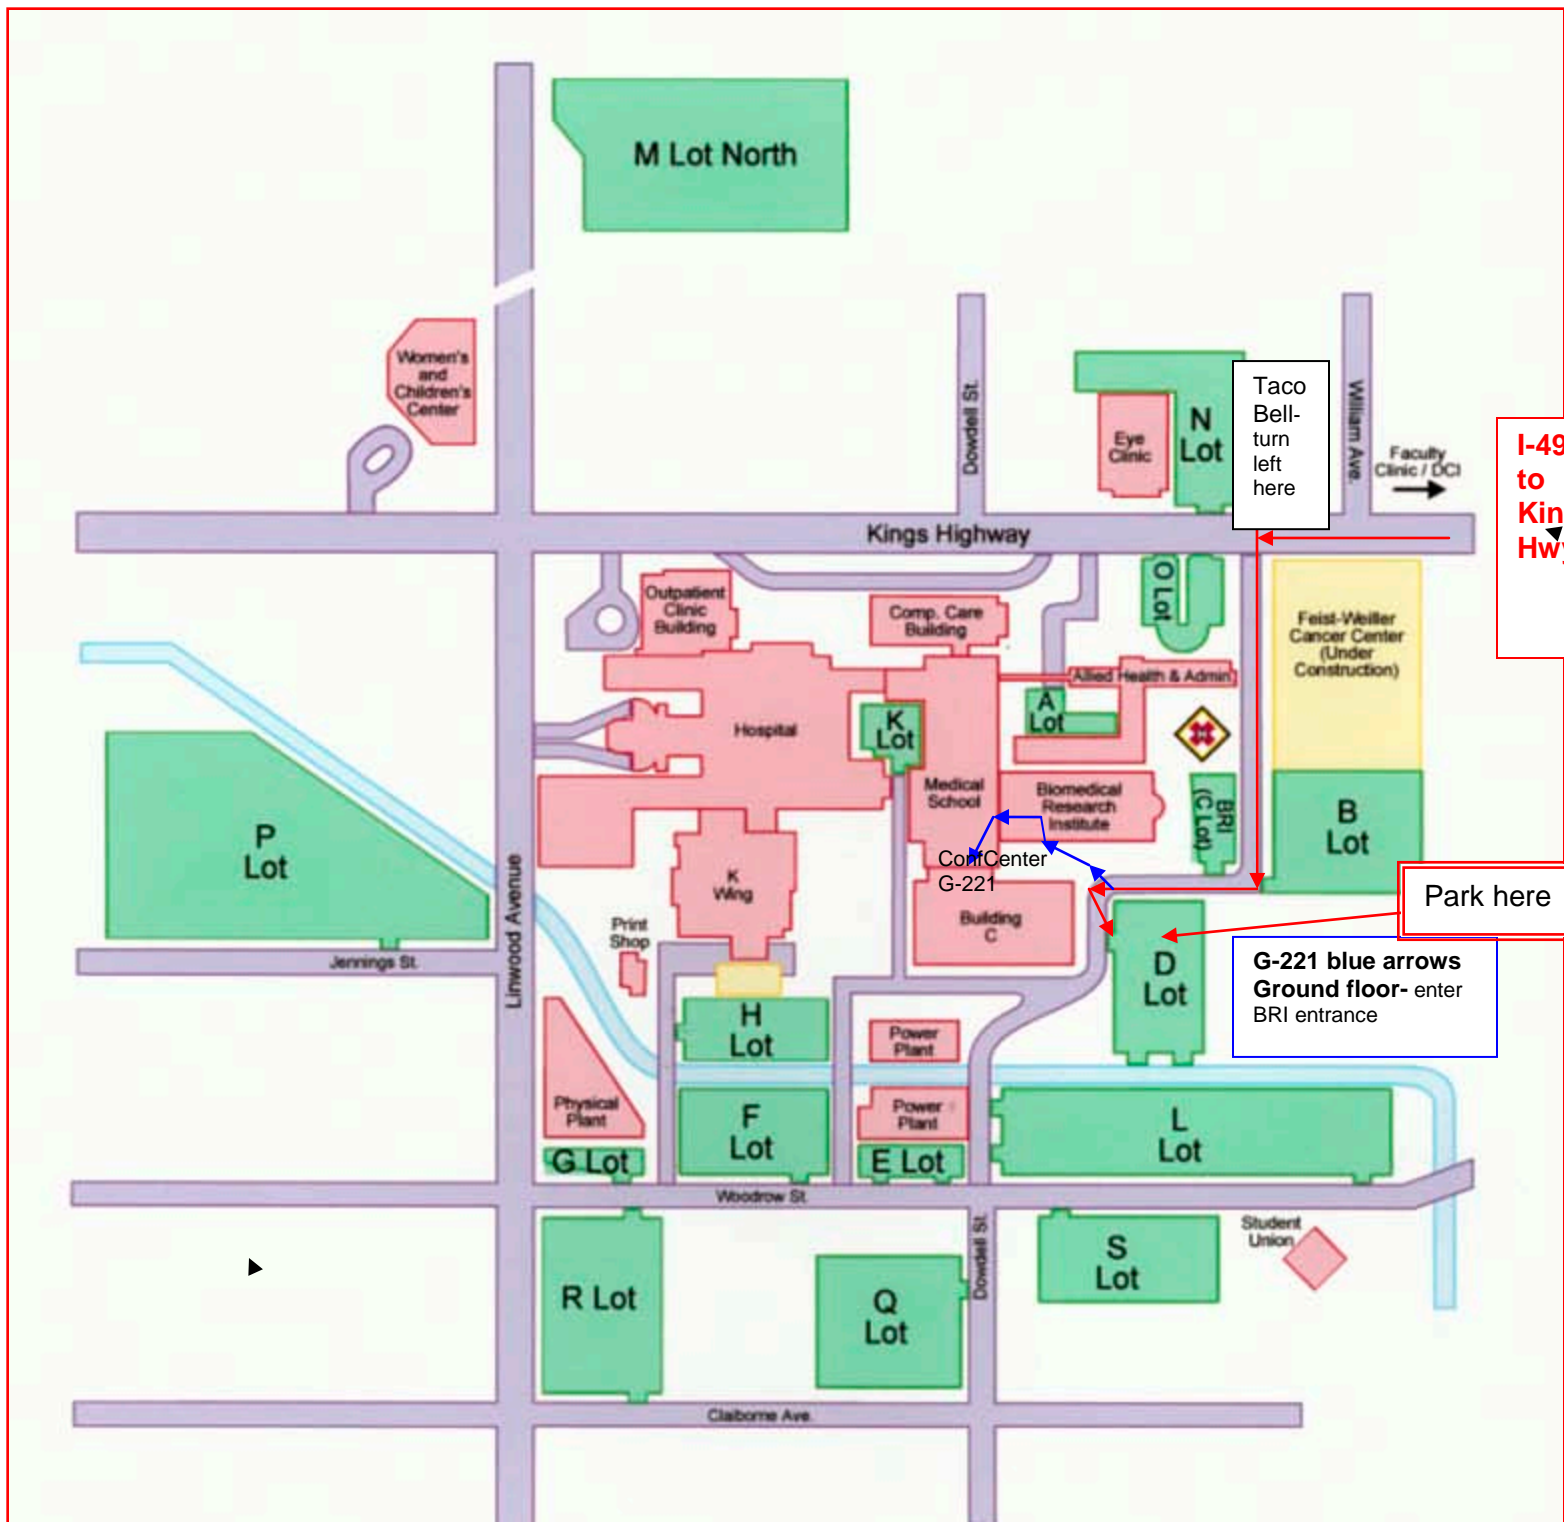 M Lot North
Women's
and
Children's
Center
Dowdell St.
Eye
Clinic
N
Lot
Taco
Bell-
turn
left
here
William Ave.
Faculty
Clinic / DCI
I-49
to
Kin
Hwy
Kings Highway
Outpatient
Clinic
Building
Comp. Care
Building
O Lot
Feist-Weiller
Cancer Center
(Under
Construction)
Allied Health & Admin.
A
Lot
K
Lot
Hospital
Medical
School
Biomedical
Research
Institute
BRI
(C Lot)
B
Lot
P
Lot
Linwood Avenue
K
Wing
ConfCenter
G-221
Building
C
Park here
Print
Shop
Jennings St.
D
Lot
G-221 blue arrows
Ground floor- enter
BRI entrance
H
Lot
Power
Plant
Physical
Plant
F
Lot
Power
Plant
L
Lot
G Lot
E Lot
Woodrow St.
Dowdell St.
R Lot
Q
Lot
S
Lot
Student
Union
Claiborne Ave.